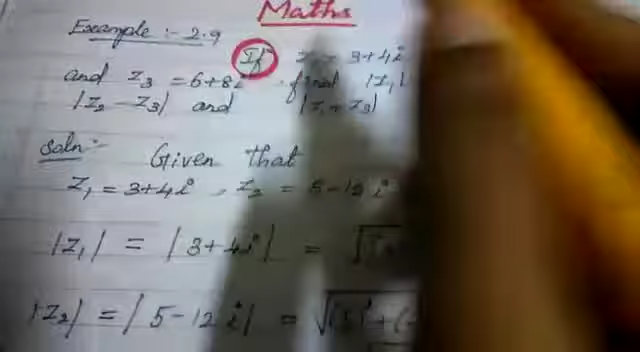 Maths
Example :- 2.9
If = 3+4i
and Z3 = 6+8i find |Z1|
|Z2 - Z3| and |Z1 + Z3|
Soln:- Given that
Z1 = 3+4i , = 5-12i
|Z1| = |3+4i| = √
|Z2| = |5-12i| =